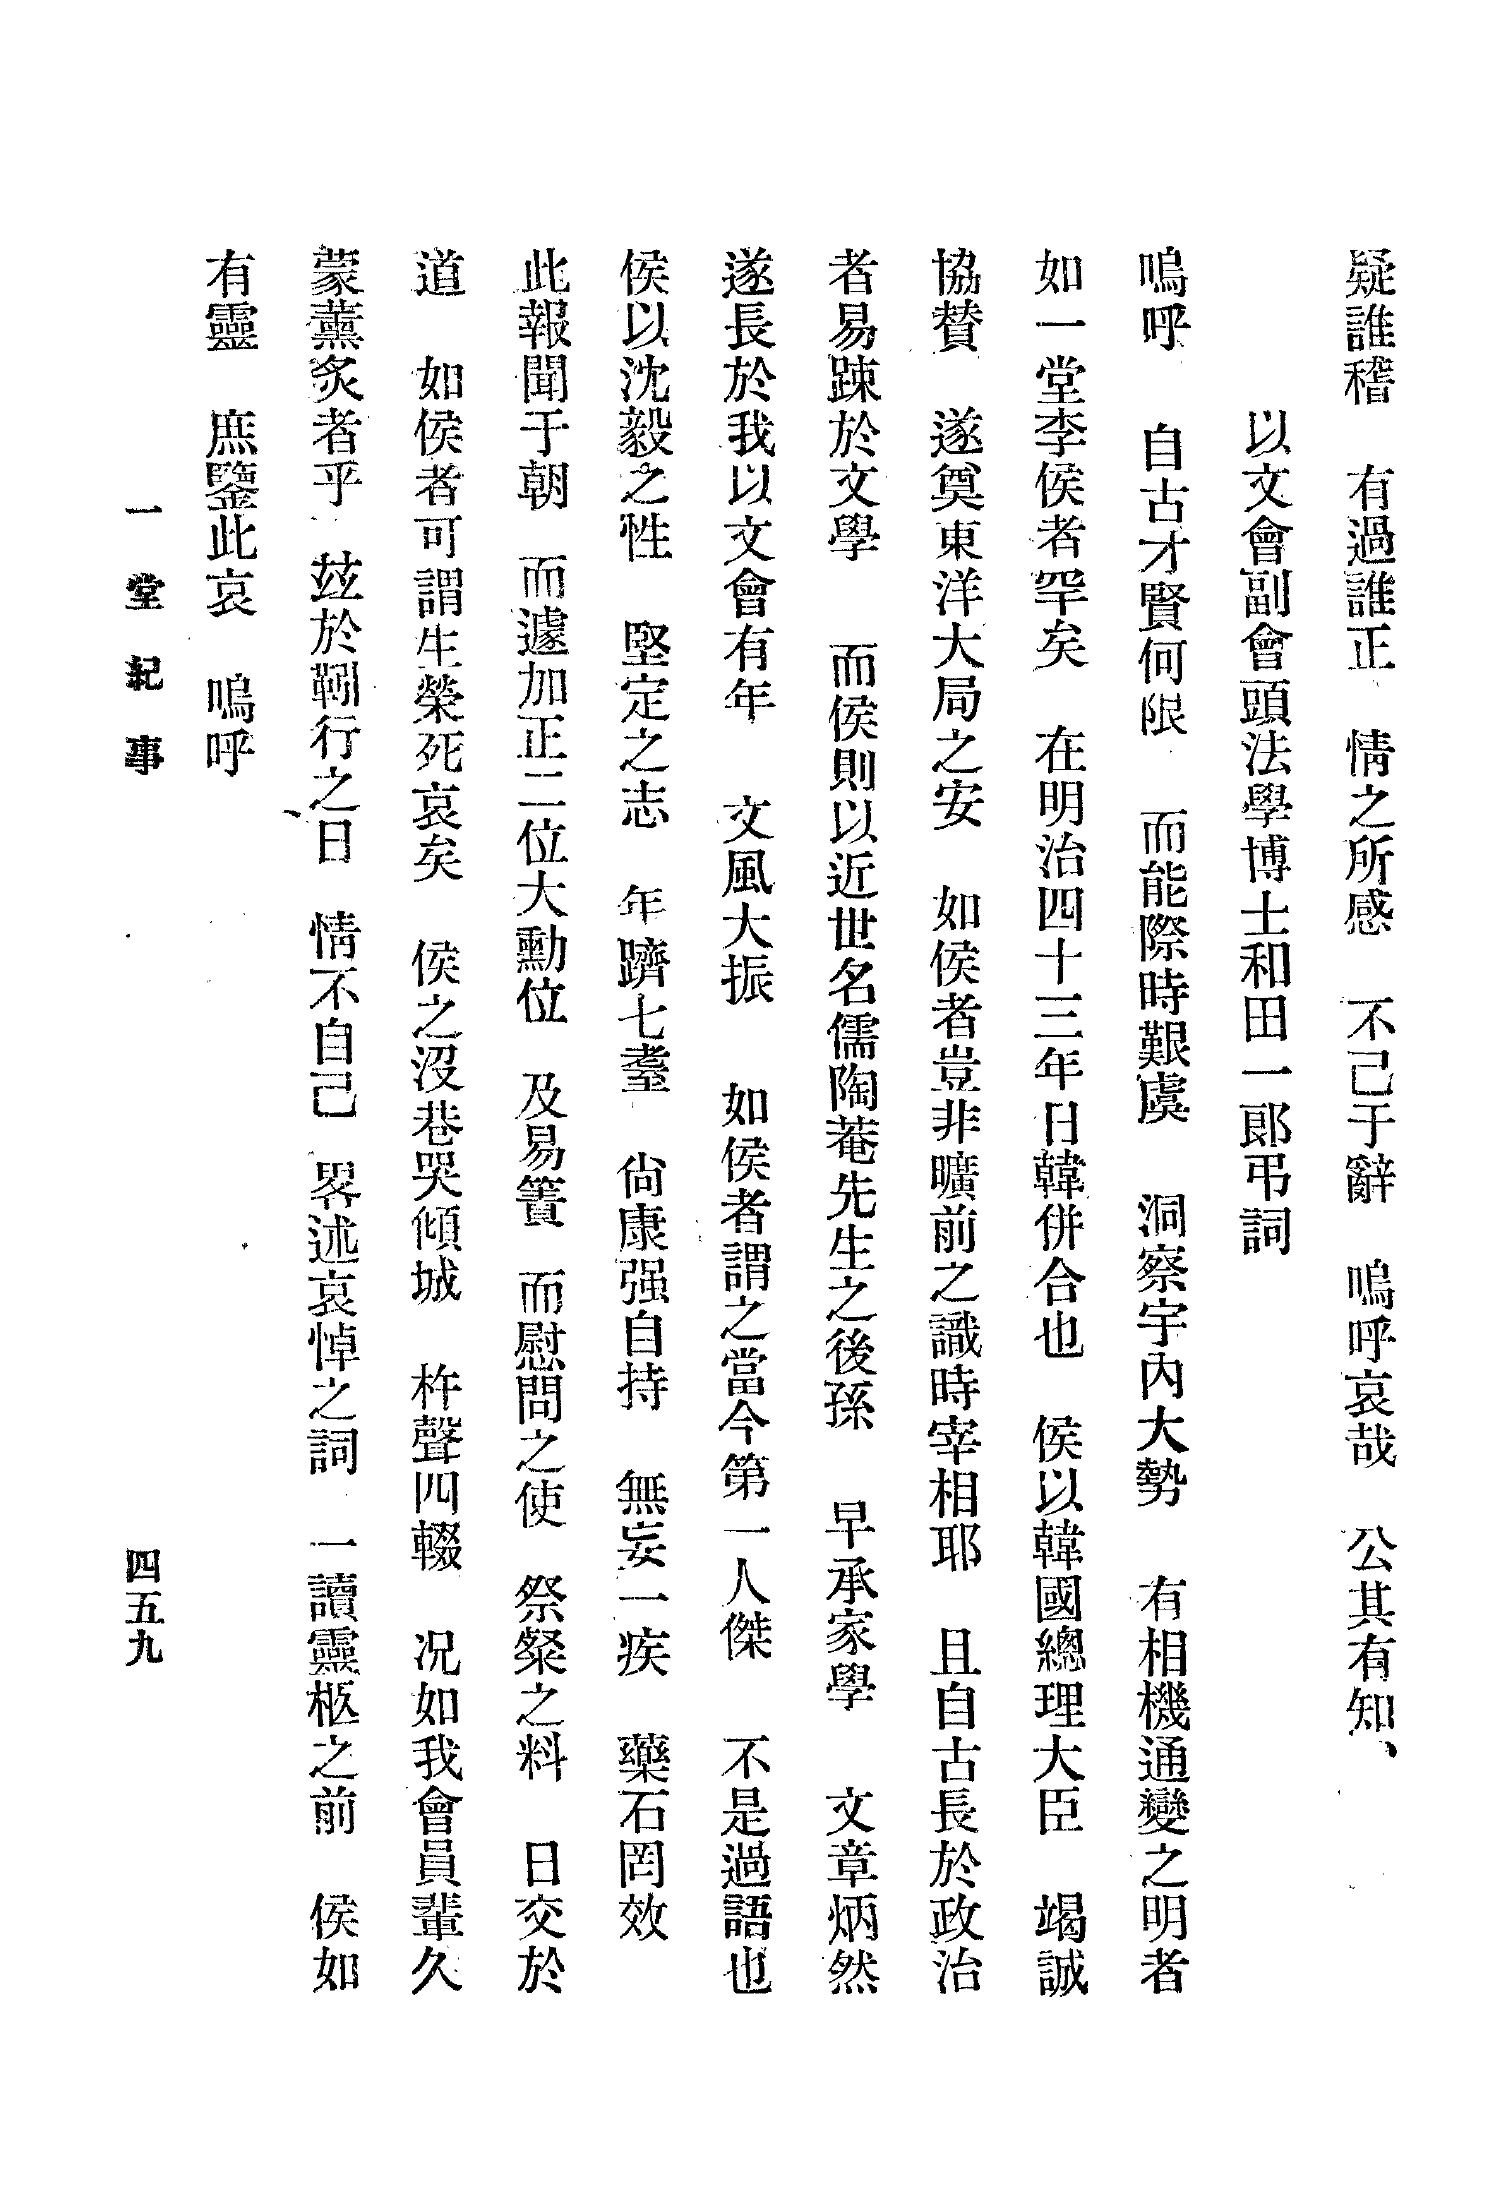 疑誰稽　有過誰正　情之所感　不己于辭　嗚呼哀哉　公其有知、
以文會副會頭法學博士和田一郞弔詞
嗚呼　自古才賢何限　而能際時艱虞　洞察宇內大勢　有相機通變之明者
如一堂李侯者罕矣　在明治四十三年日韓併合也　侯以韓國總理大臣　竭誠
協賛　遂奠東洋大局之安　如侯者豈非曠前之識時宰相耶　且自古長於政治
者易踈於文學　而侯則以近世名儒陶菴先生之後孫　早承家學　文章炳然
遂長於我以文會有年　文風大振　如侯者謂之當今第一人傑　不是過語也
侯以沈毅之性　堅定之志　年躋七耋　尙康强自持　無妄一疾　藥石罔效
此報聞于朝　而遽加正二位大勳位　及易簀　而慰問之使　祭粲之料　日交於
道　如侯者可謂生榮死哀矣　侯之沒巷哭傾城　杵聲四輟　况如我會員輩久
蒙薰炙者乎　玆於靷行之日　情不自己　畧述哀悼之詞　一讀靈柩之前　侯如
有靈　庶鑒此哀　嗚呼
一堂紀事
四五九